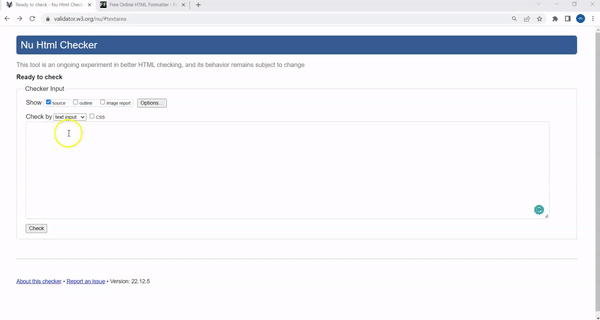 Ready to check - Nu Html Checker
Free Online HTML Formatter - Fr
validator.w3.org/nu/#textarea
Nu Html Checker
This tool is an ongoing experiment in better HTML checking, and its behavior remains subject to change
Ready to check
Checker Input
Show source outline image report Options...
Check by text input CSS
Check
About this checker • Report an issue • Version: 22.12.5